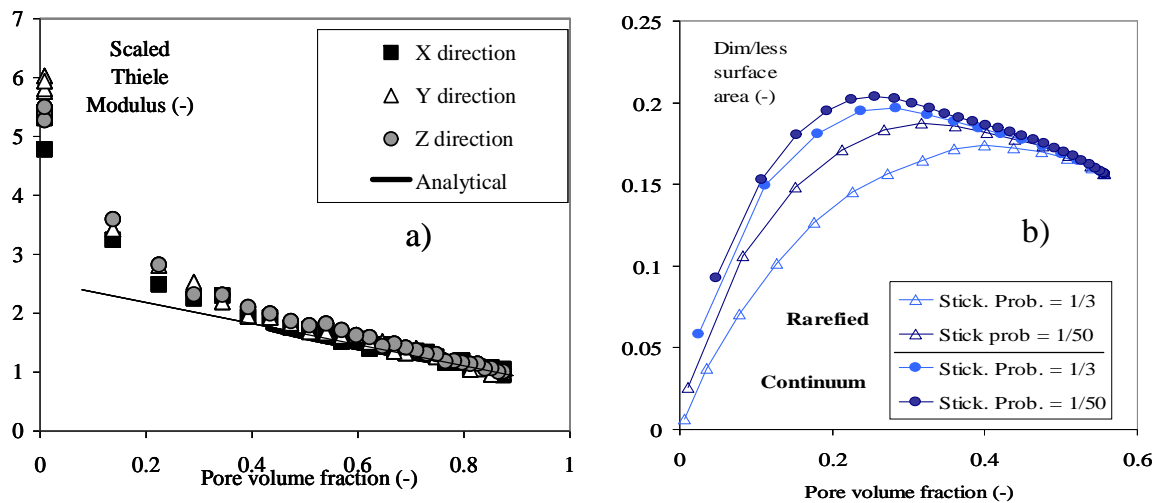 7
6
5
4
3
2
1
0
Scaled
Thiele
Modulus (-)
X direction
Y direction
Z direction
Analytical
a)
0 0.2 0.4 0.6 0.8 1
Pore volume fraction (-)
0.25
0.2
0.15
0.1
0.05
0
Dim/less
surface
area (-)
b)
Rarefied
Continuum
Stick. Prob. = 1/3
Stick prob = 1/50
Stick. Prob. = 1/3
Stick. Prob. = 1/50
0 0.2 0.4 0.6
Pore volume fraction (-)